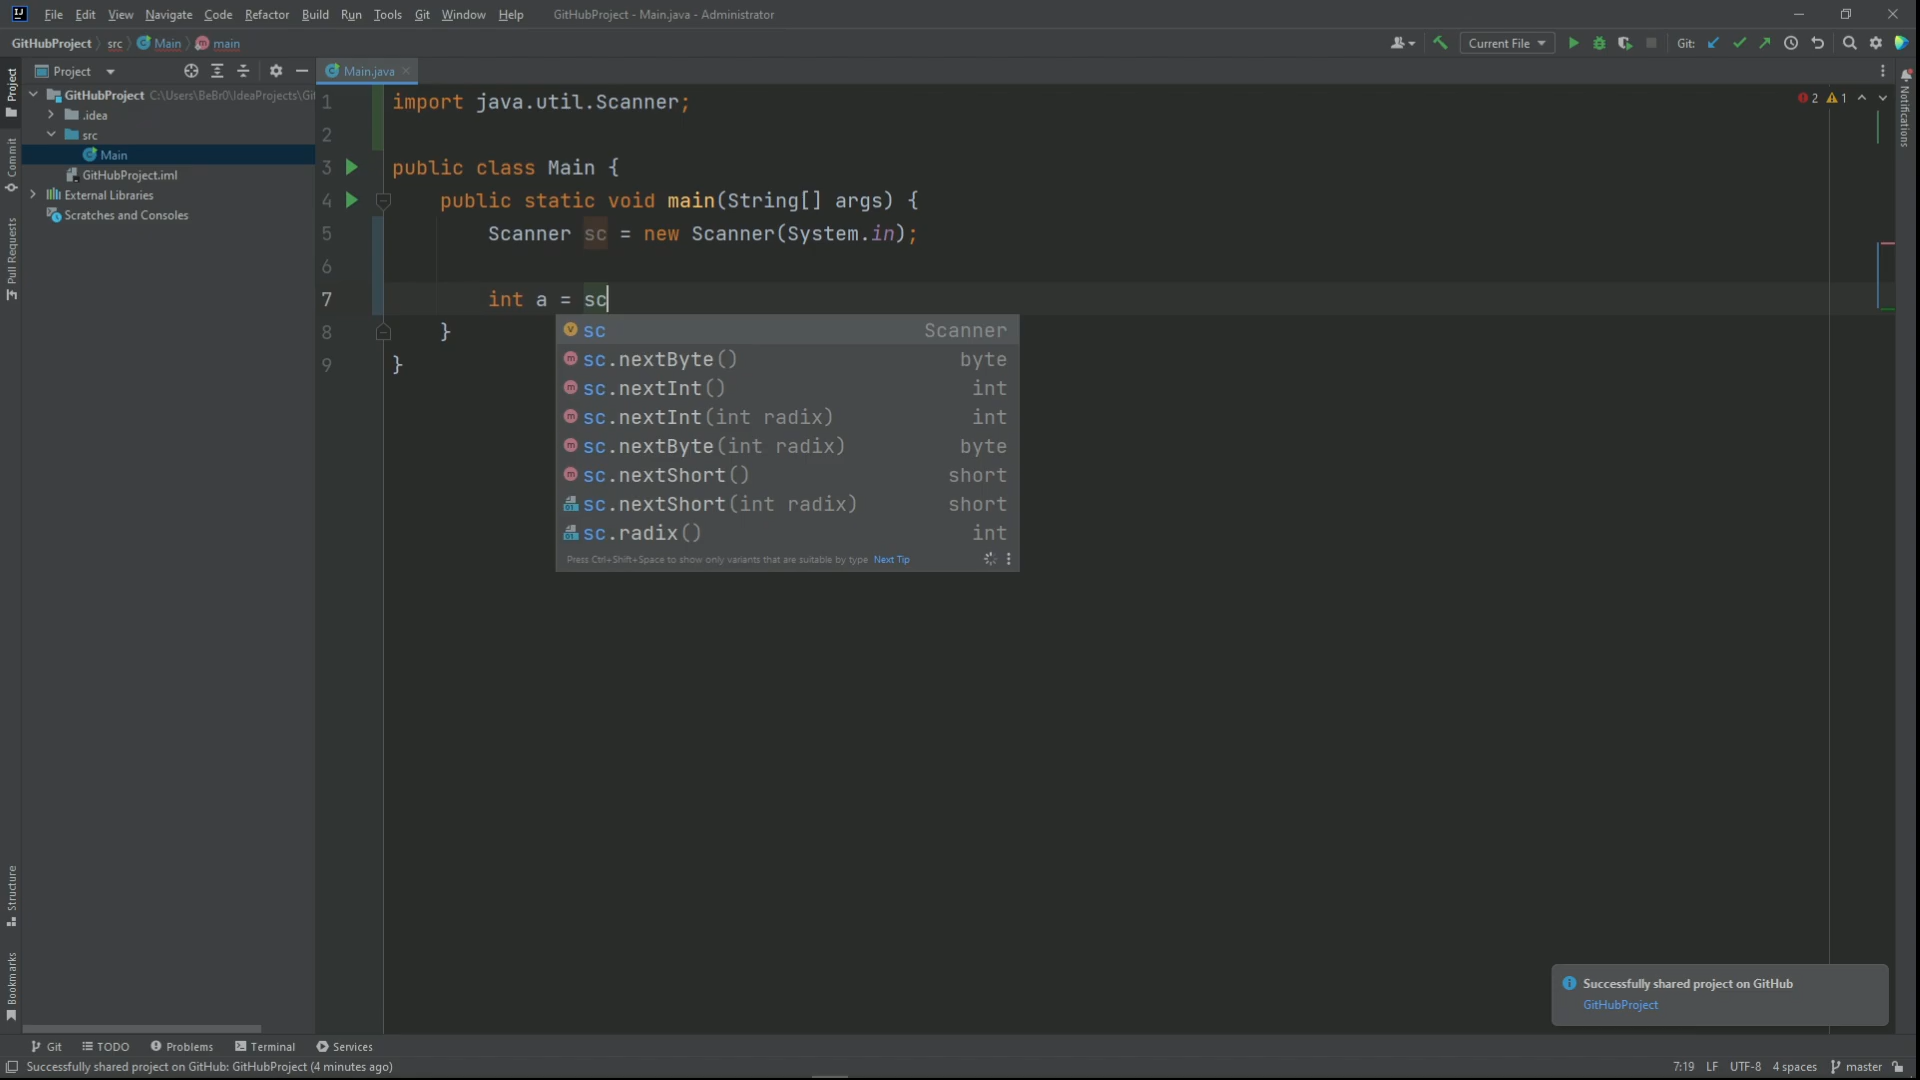 File Edit View Navigate Code Refactor Build Run Tools Git Window Help GitHubProject - Main.java - Administrator
GitHubProject src Main main Current File Git:
Project Main.java
Project
GitHubProject C:\Users\BeBr0\IdeaProjects\Git
.idea
src
Main
GitHubProject.iml
External Libraries
Scratches and Consoles
Commit
Pull Requests
Structure
Bookmarks
Notifications
2 1
1 import java.util.Scanner;
2
3 public class Main {
4 public static void main(String[] args) {
5 Scanner sc = new Scanner(System.in);
6
7 int a = sc
8 }
9 }
sc Scanner
sc.nextByte() byte
sc.nextInt() int
sc.nextInt(int radix) int
sc.nextByte(int radix) byte
sc.nextShort() short
sc.nextShort(int radix) short
sc.radix() int
Press Ctrl+Shift+Space to show only variants that are suitable by type Next Tip
Successfully shared project on GitHub
GitHubProject
Git TODO Problems Terminal Services
Successfully shared project on GitHub: GitHubProject (4 minutes ago) 7:19 LF UTF-8 4 spaces master